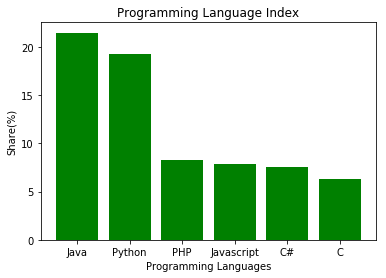 Programming Language Index
Share(%)
20
15
10
5
0
Java Python PHP Javascript C# C
Programming Languages